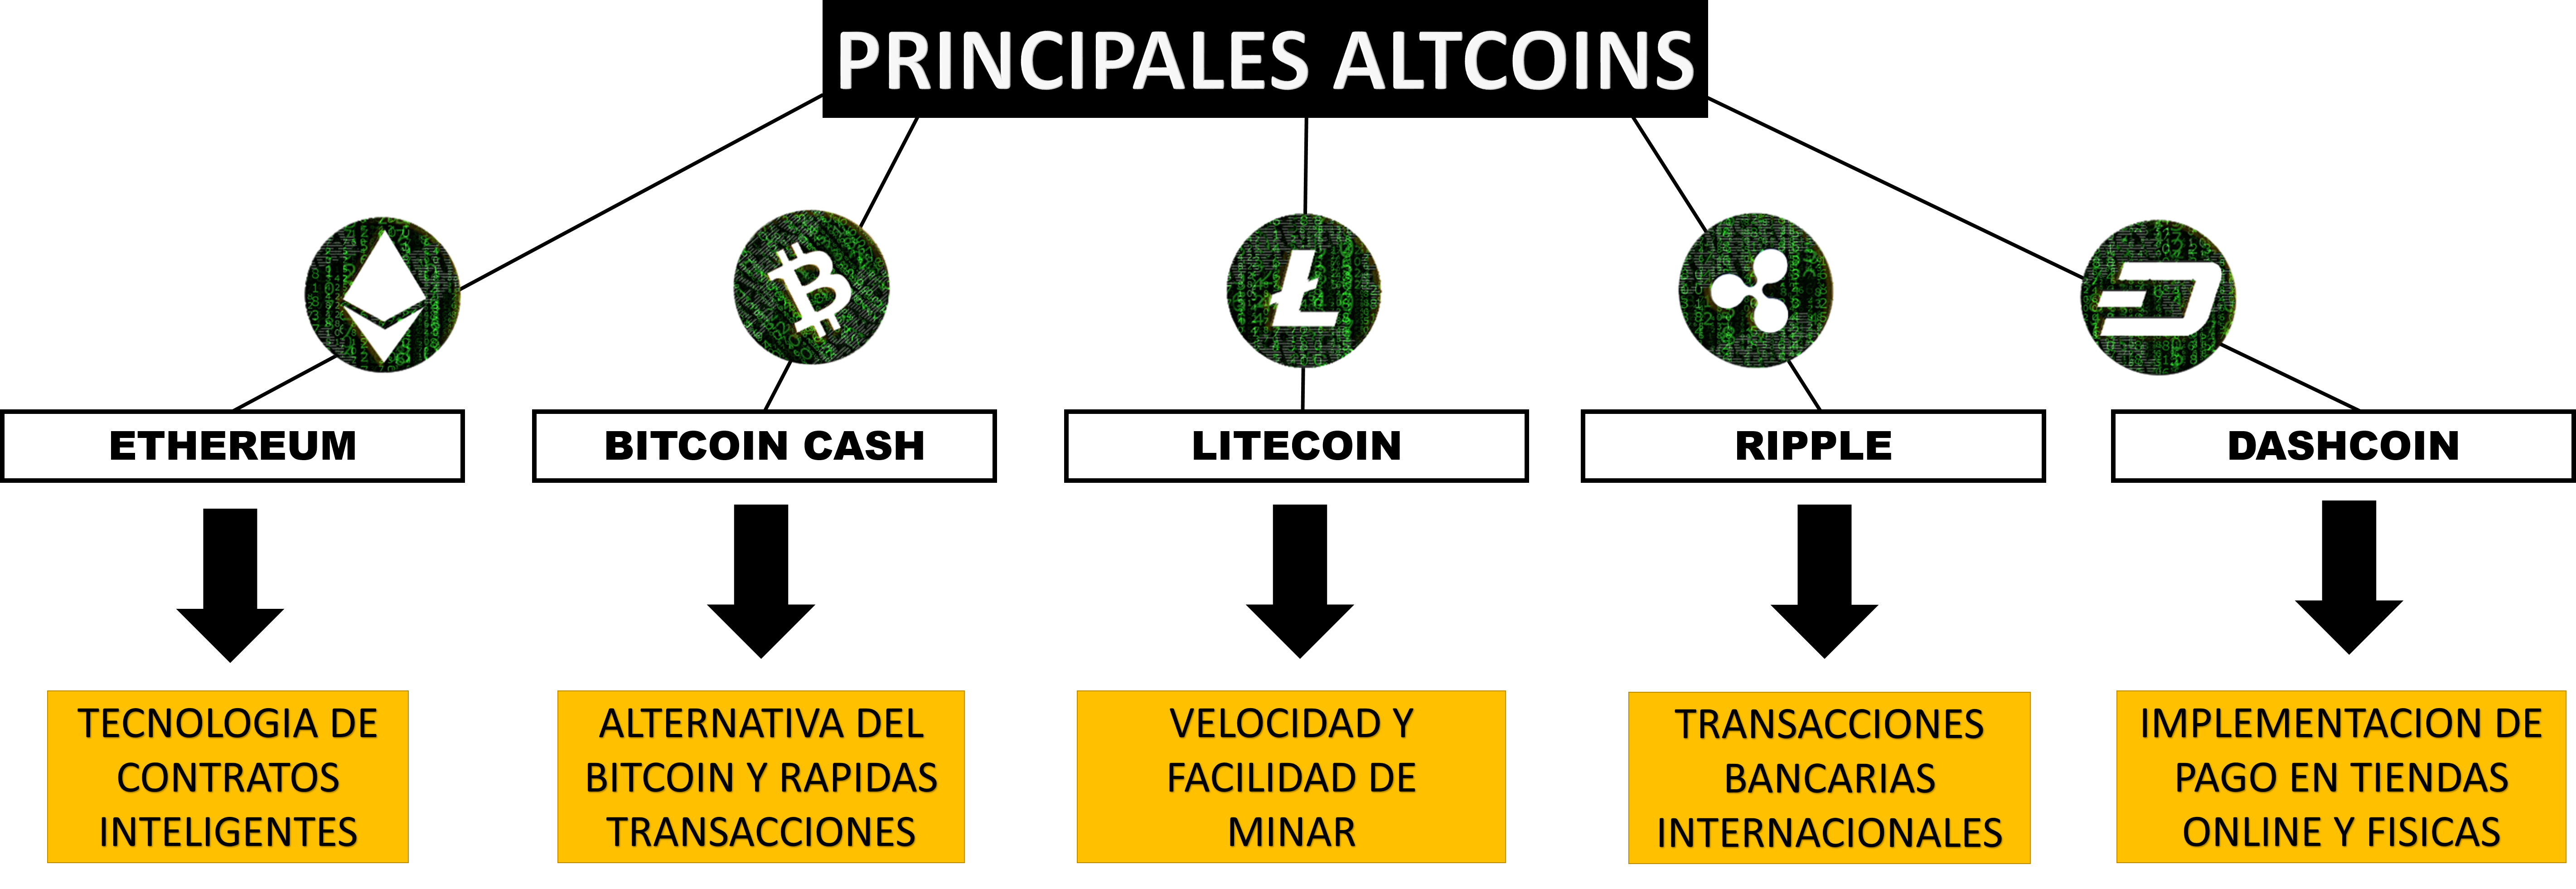 PRINCIPALES ALTCOINS
ETHEREUM
BITCOIN CASH
LITECOIN
RIPPLE
DASHCOIN
TECNOLOGIA DE
CONTRATOS
INTELIGENTES
ALTERNATIVA DEL
BITCOIN Y RAPIDAS
TRANSACCIONES
VELOCIDAD Y
FACILIDAD DE
MINAR
TRANSACCIONES
BANCARIAS
INTERNACIONALES
IMPLEMENTACION DE
PAGO EN TIENDAS
ONLINE Y FISICAS